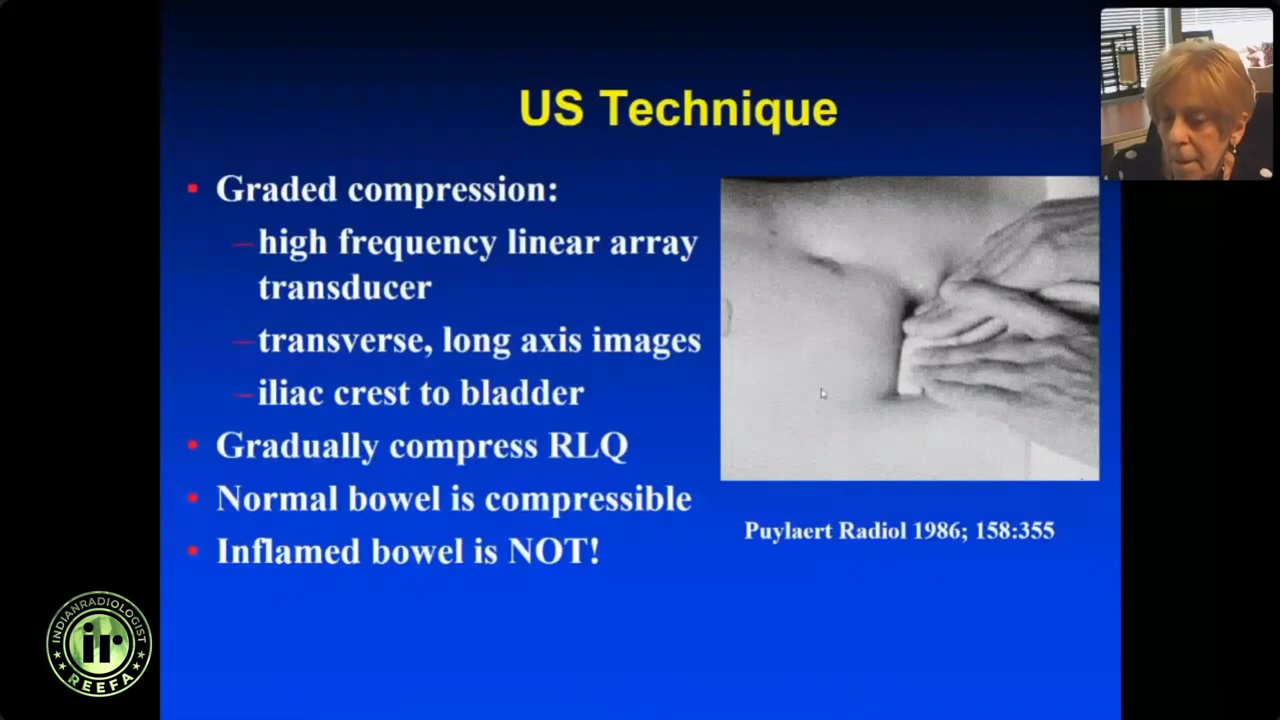 US Technique
• Graded compression:
–high frequency linear array
transducer
–transverse, long axis images
–iliac crest to bladder
• Gradually compress RLQ
• Normal bowel is compressible
• Inflamed bowel is NOT!
Puylaert Radiol 1986; 158:355
INDIANRADIOLOGIST
ir
REEFA